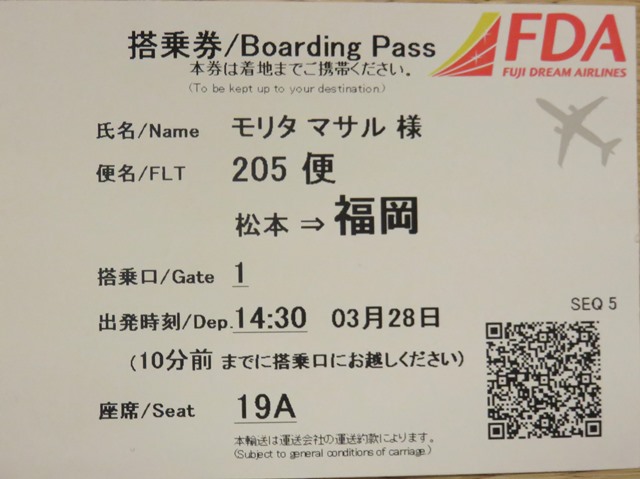 搭乗券/Boarding Pass
本券は着地までご携帯ください。
(To be kept up to your destination.)
FDA
FUJI DREAM AIRLINES
氏名/Name モリタ マサル 様
便名/FLT 205 便
松本 ⇒ 福岡
搭乗口/Gate 1
出発時刻/Dep. 14:30 03月28日
(10分前 までに搭乗口にお越しください)
座席/Seat 19A
SEQ 5
本輸送は運送会社の運送約款によります。
(Subject to general conditions of carriage.)